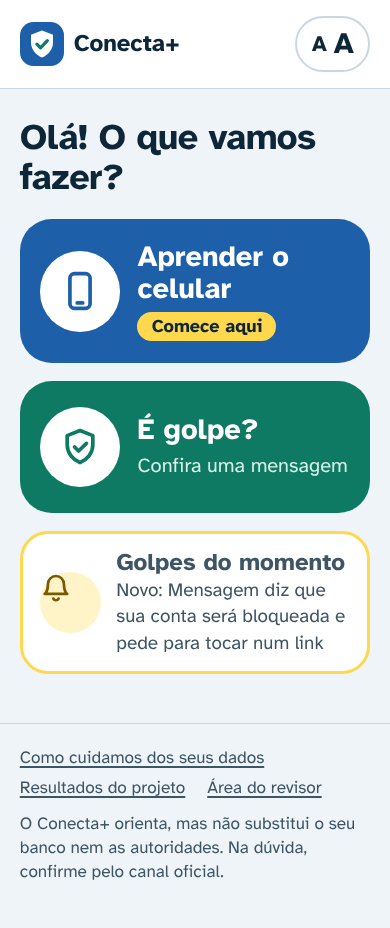 Conecta+
A A
Olá! O que vamos
fazer?
Aprender o
celular
Comece aqui
É golpe?
Confira uma mensagem
Golpes do momento
Novo: Mensagem diz que
sua conta será bloqueada e
pede para tocar num link
Como cuidamos dos seus dados
Resultados do projeto Área do revisor
O Conecta+ orienta, mas não substitui o seu
banco nem as autoridades. Na dúvida,
confirme pelo canal oficial.